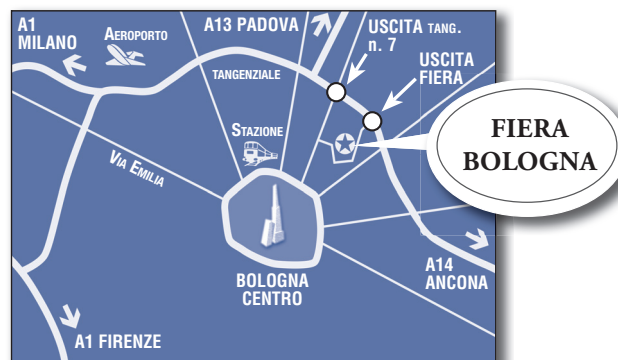 A1
MILANO
AEROPORTO
A13 PADOVA
USCITA TANG.
n. 7
USCITA
FIERA
TANGENZIALE
STAZIONE
FIERA
BOLOGNA
VIA EMILIA
BOLOGNA
CENTRO
A14
ANCONA
A1 FIRENZE